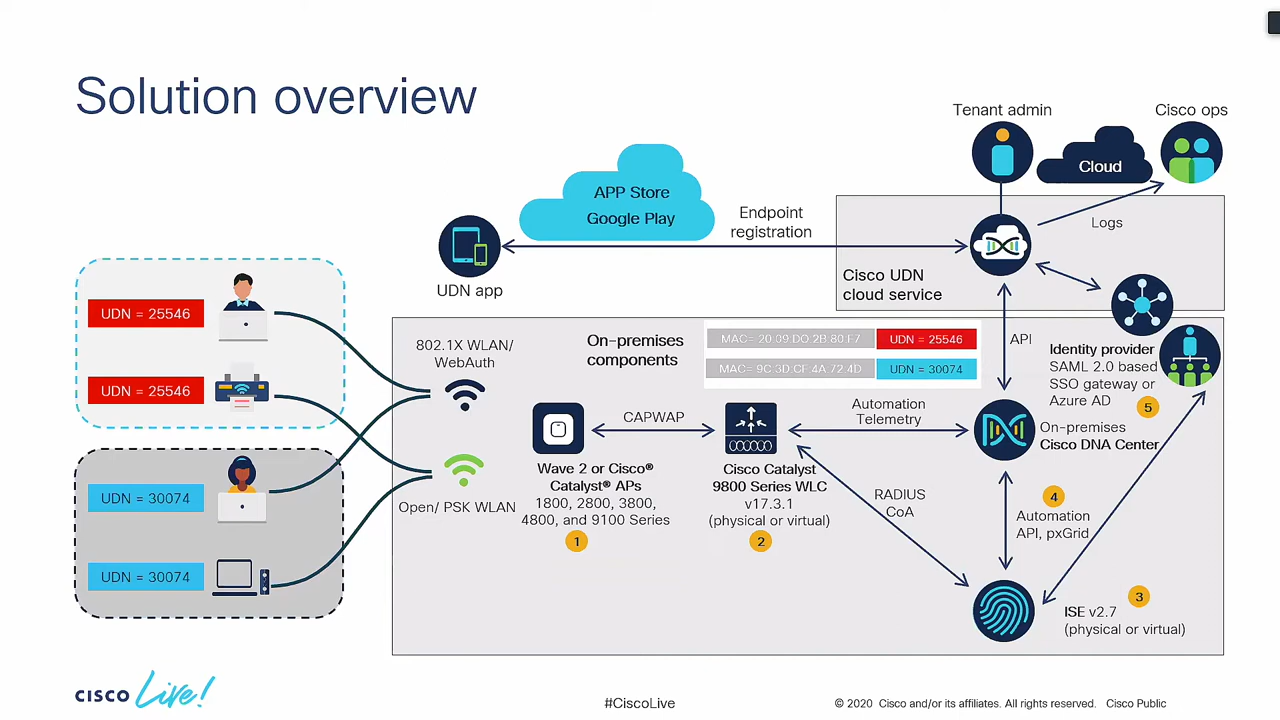 Solution overview
Tenant admin
Cisco ops
Cloud
APP Store
Google Play
Endpoint
registration
Logs
UDN app
Cisco UDN
cloud service
UDN = 25546
UDN = 25546
UDN = 30074
UDN = 30074
802.1X WLAN/
WebAuth
Open/ PSK WLAN
On-premises
components
MAC= 20.09.DO.2B.80.F7
UDN = 25546
MAC= 9C.3D.CF.4A.72.4D
UDN = 30074
API
Identity provider
SAML 2.0 based
SSO gateway or
Azure AD
5
CAPWAP
Automation
Telemetry
On-premises
Cisco DNA Center
Wave 2 or Cisco®
Catalyst® APs
1800, 2800, 3800,
4800, and 9100 Series
1
Cisco Catalyst
9800 Series WLC
v17.3.1
(physical or virtual)
2
RADIUS
CoA
4
Automation
API, pxGrid
3
ISE v2.7
(physical or virtual)
CISCO Live!
#CiscoLive
© 2020 Cisco and/or its affiliates. All rights reserved. Cisco Public